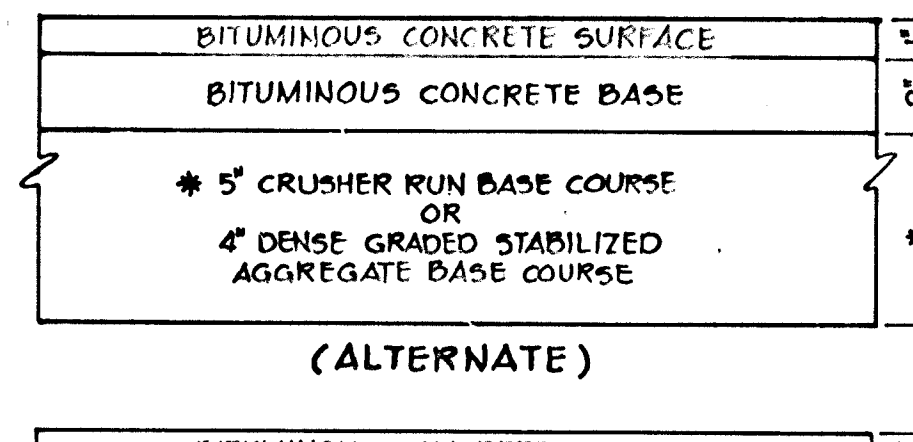 BITUMINOUS CONCRETE SURFACE
BITUMINOUS CONCRETE BASE
* 5" CRUSHER RUN BASE COURSE
OR
4" DENSE GRADED STABILIZED
AGGREGATE BASE COURSE
*
(ALTERNATE)